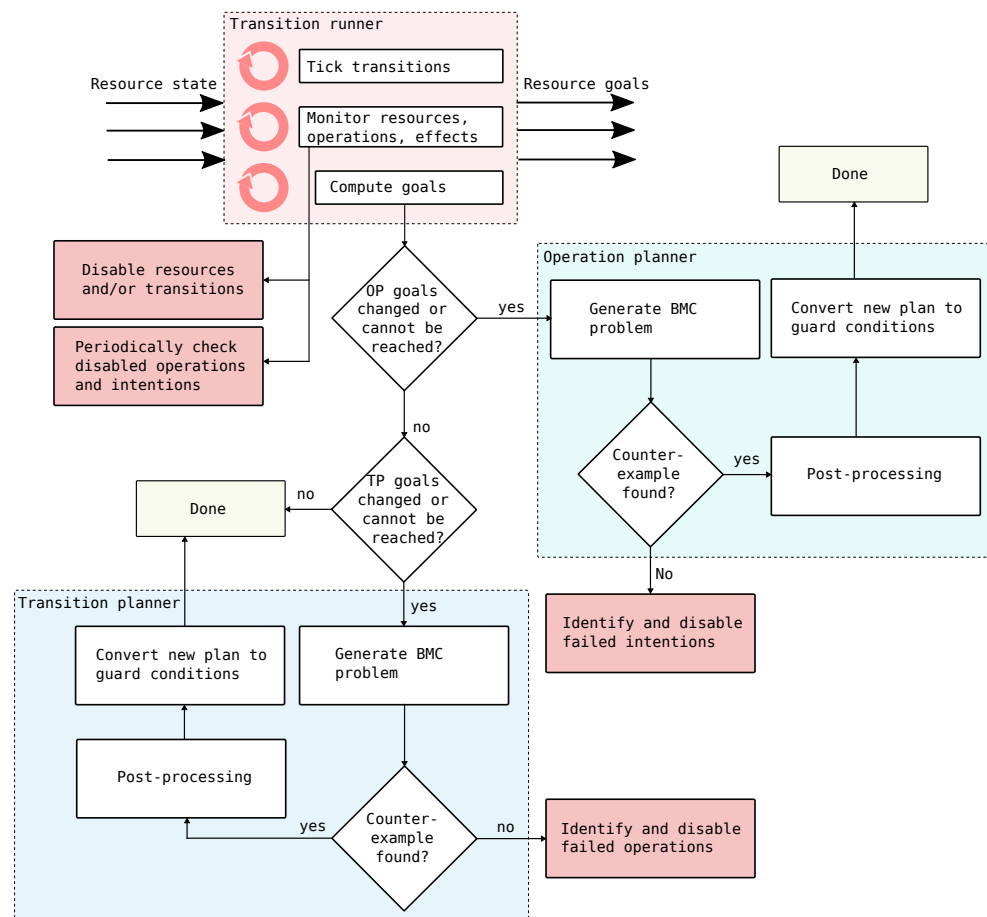 Transition runner
Tick transitions
Resource state
Resource goals
Monitor resources,
operations, effects
Compute goals
Done
Disable resources
and/or transitions
Periodically check
disabled operations
and intentions
OP goals
changed or
cannot be
reached?
yes
no
Operation planner
Generate BMC
problem
Convert new plan to
guard conditions
Counter-
example
found?
yes
Post-processing
No
Identify and disable
failed intentions
TP goals
changed or
cannot be
reached?
no
Done
yes
Transition planner
Convert new plan to
guard conditions
Generate BMC
problem
Post-processing
Counter-
example
found?
yes
no
Identify and disable
failed operations